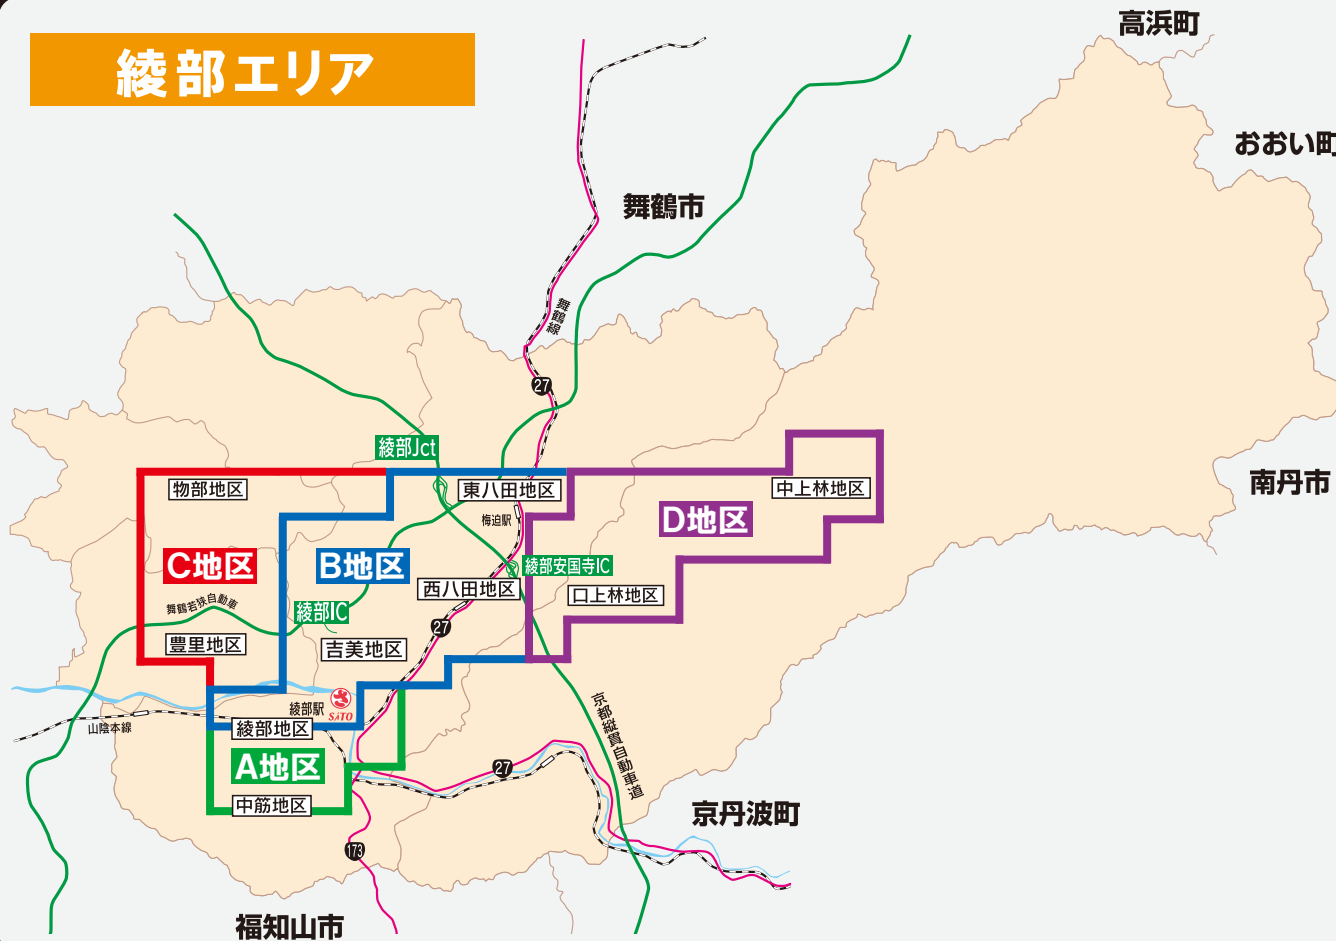 綾部エリア
高浜町
おおい町
舞鶴市
舞鶴線
27
綾部Jct
物部地区
東八田地区
中上林地区
南丹市
梅迫駅
D地区
C地区
B地区
綾部安国寺IC
西八田地区
口上林地区
舞鶴若狭自動車
綾部IC
27
豊里地区
吉美地区
綾部駅
SATO
京都縦貫自動車道
山陰本線
綾部地区
A地区
27
中筋地区
京丹波町
173
福知山市